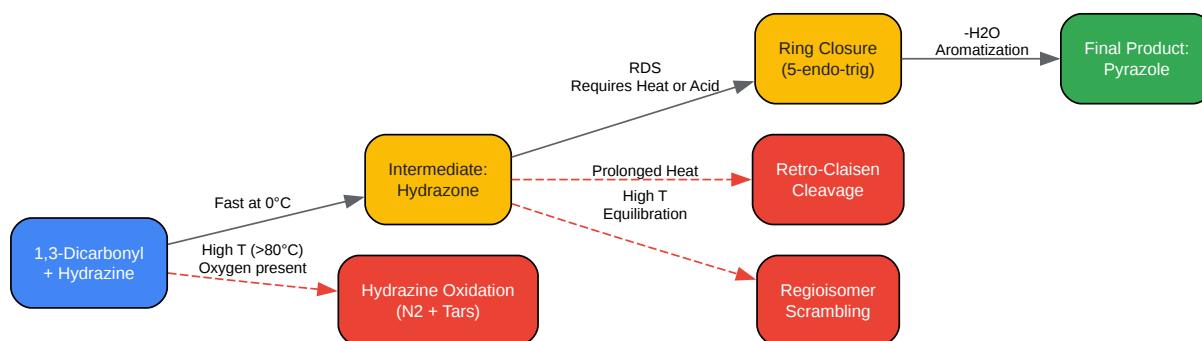 1,3-Dicarbonyl
+ Hydrazine
Fast at 0°C
High T (>80°C)
Oxygen present
Intermediate:
Hydrazone
Hydrazine Oxidation
(N2 + Tars)
RDS
Requires Heat or Acid
Prolonged Heat
High T
Equilibration
Ring Closure
(5-endo-trig)
Retro-Claisen
Cleavage
Regioisomer
Scrambling
-H2O
Aromatization
Final Product:
Pyrazole